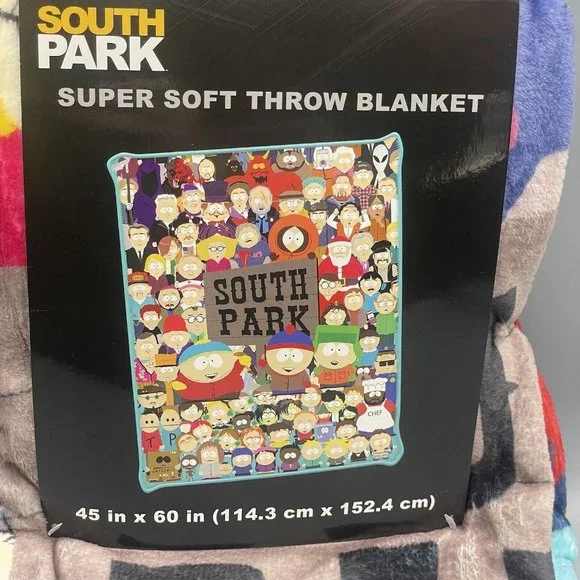 SOUTH
PARK
SUPER SOFT THROW BLANKET
SOUTH
PARK
CHEF
T P
45 in x 60 in (114.3 cm x 152.4 cm)